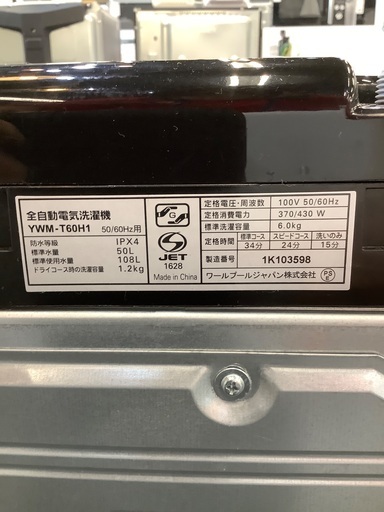 全自動電気洗濯機
YWM-T60H1 50/60Hz用
防水等級 IPX4
標準水量 50L
標準使用水量 108L
ドライコース時の洗濯容量 1.2kg
G
JET
1628
Made in China
定格電圧・周波数 100V 50/60Hz
定格消費電力 370/430 W
標準洗濯容量 6.0kg
標準コース スピードコース 洗いのみ
34分 24分 15分
製造番号 1K103598
ワールプールジャパン株式会社
PS
E